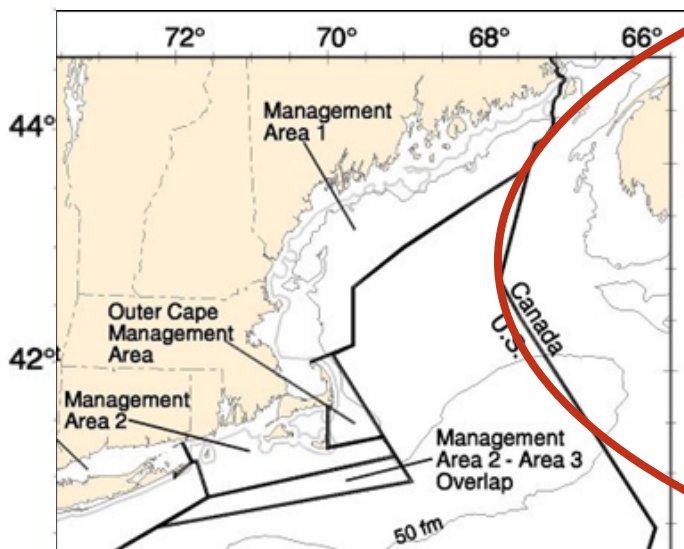 72° 70° 68° 66°
44°
Management
Area 1
Canada
U.S.
Outer Cape
Management
Area
42°
Management
Area 2
Management
Area 2 - Area 3
Overlap
50 fm